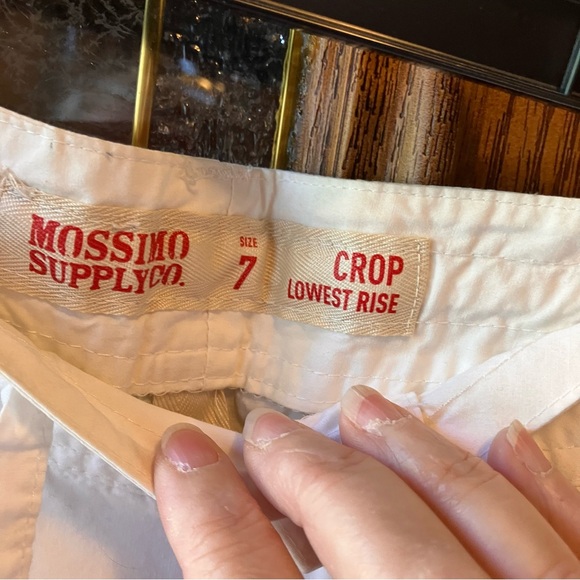 MOSSIMO
SUPPLY CO.
SIZE
7
CROP
LOWEST RISE